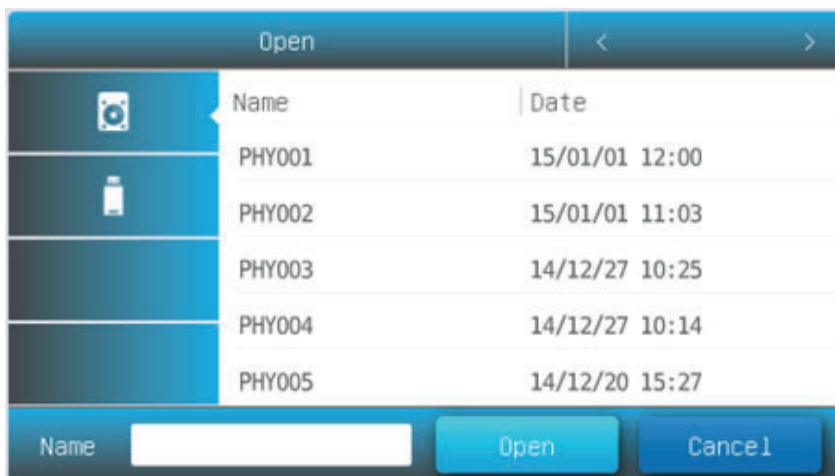 Open < >
Name Date
PHY001 15/01/01 12:00
PHY002 15/01/01 11:03
PHY003 14/12/27 10:25
PHY004 14/12/27 10:14
PHY005 14/12/20 15:27
Name Open Cancel